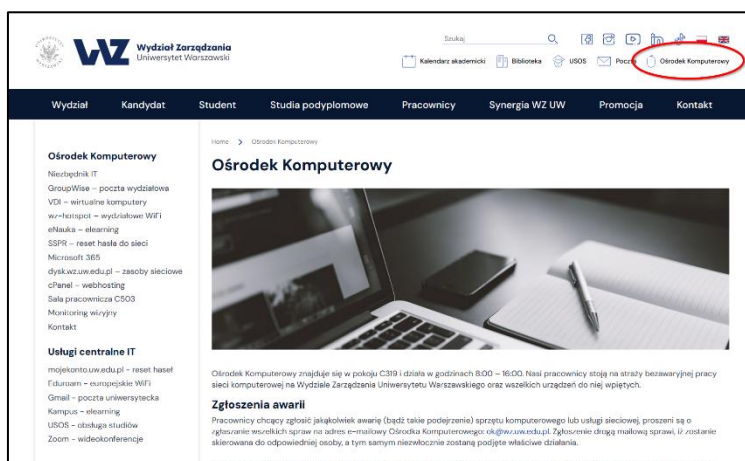 WZ
Wydział Zarządzania
Uniwersytet Warszawski
Szukaj
Kalendarz akademicki Biblioteka USOS Poczta Ośrodek Komputerowy
Wydział Kandydat Student Studia podyplomowe Pracownicy Synergia WZ UW Promocja Kontakt
Home > Ośrodek Komputerowy
Ośrodek Komputerowy
Ośrodek Komputerowy
Niezbędnik IT
GroupWise – poczta wydziałowa
VDI – wirtualne komputery
wz-hotspot – wydziałowe WiFi
eNauka – elearning
SSPR – reset hasła do sieci
Microsoft 365
dysk.wz.uw.edu.pl – zasoby sieciowe
cPanel – webhosting
Sala pracownicza C503
Monitoring wizyjny
Kontakt
Usługi centralne IT
mojekonto.uw.edu.pl – reset haseł
Eduroam – europejskie WiFi
Gmail – poczta uniwersytecka
Kampus – elearning
USOS – obsługa studiów
Zoom – wideokonferencje
Ośrodek Komputerowy znajduje się w pokoju C319 i działa w godzinach 8:00 – 16:00. Nasi pracownicy stoją na straży bezawaryjnej pracy
sieci komputerowej na Wydziale Zarządzania Uniwersytetu Warszawskiego oraz wszelkich urządzeń do niej wpiętych.
Zgłoszenia awarii
Pracownicy chcący zgłosić jakąkolwiek awarię (bądź takie podejrzenie) sprzętu komputerowego lub usługi sieciowej, proszeni są o
zgłaszanie wszelkich spraw na adres e-mailowy Ośrodka Komputerowego: ok@wz.uw.edu.pl. Zgłoszenie drogą mailową sprawi, iż zostanie
skierowana do odpowiedniej osoby, a tym samym niezwłocznie zostaną podjęte właściwe działania.